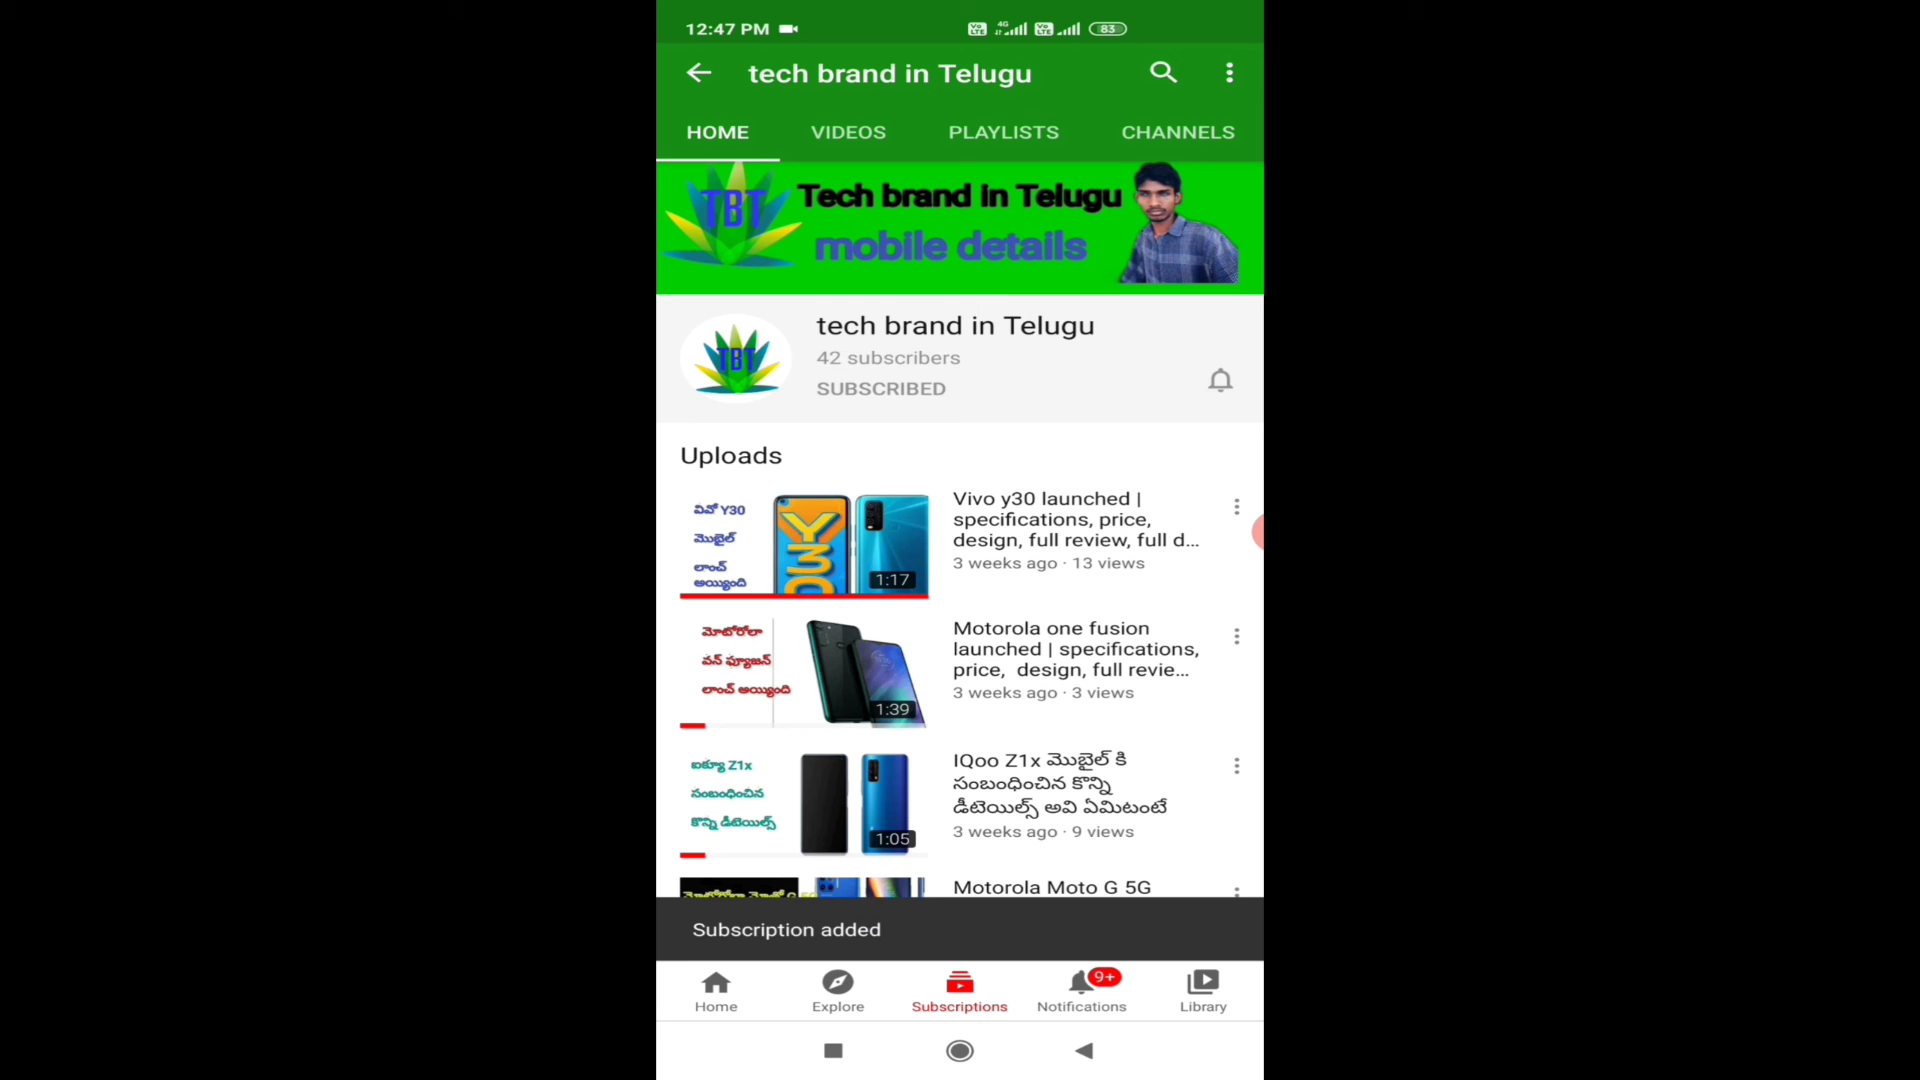 12:47 PM
4G
83
tech brand in Telugu
HOME
VIDEOS
PLAYLISTS
CHANNELS
TBT
Tech brand in Telugu
mobile details
TBT
tech brand in Telugu
42 subscribers
SUBSCRIBED
Uploads
వివో Y30
మొబైల్
లాంచ్
అయ్యింది
Y30
1:17
Vivo y30 launched |
specifications, price,
design, full review, full d...
3 weeks ago · 13 views
మోటోరోలా
వన్ ఫ్యూజన్
లాంచ్ అయ్యింది
1:39
Motorola one fusion
launched | specifications,
price, design, full revie...
3 weeks ago · 3 views
ఐక్యూ Z1x
సంబంధించిన
కొన్ని డీటెయిల్స్
1:05
IQoo Z1x మొబైల్ కి
సంబంధించిన కొన్ని
డీటెయిల్స్ అవి ఏమిటంటే
3 weeks ago · 9 views
Motorola Moto G 5G
Subscription added
Home
Explore
Subscriptions
9+
Notifications
Library